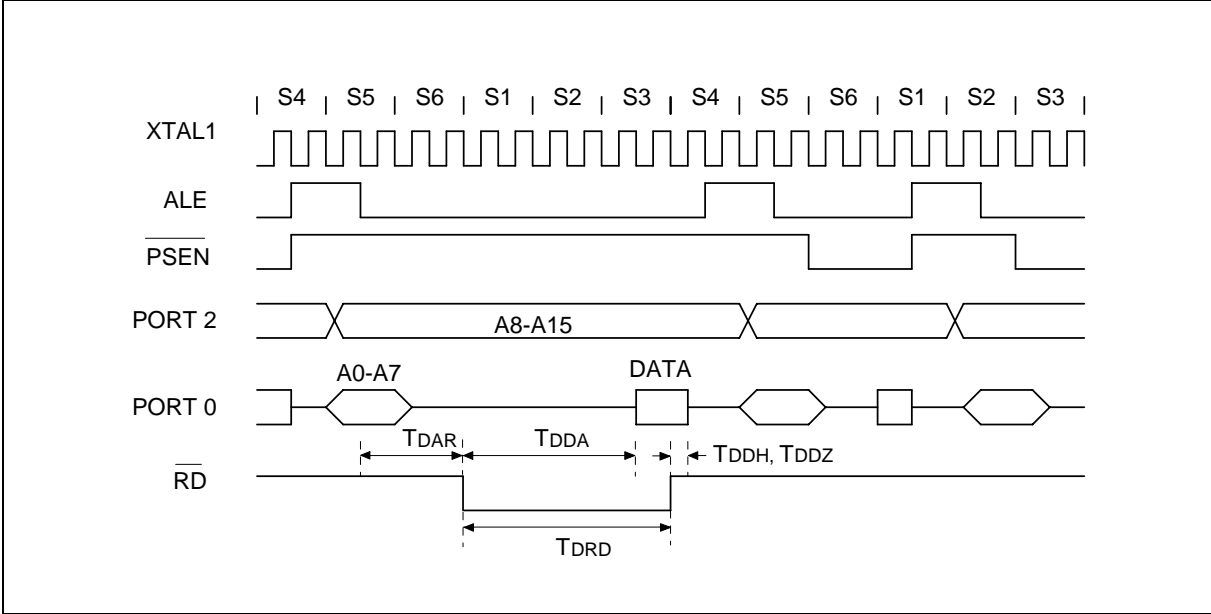 S4 S5 S6 S1 S2 S3 S4 S5 S6 S1 S2 S3
XTAL1
ALE
PSEN
PORT 2
A8-A15
A0-A7
DATA
PORT 0
TDAR
TDDA
TDDH, TDDZ
RD
TDRD